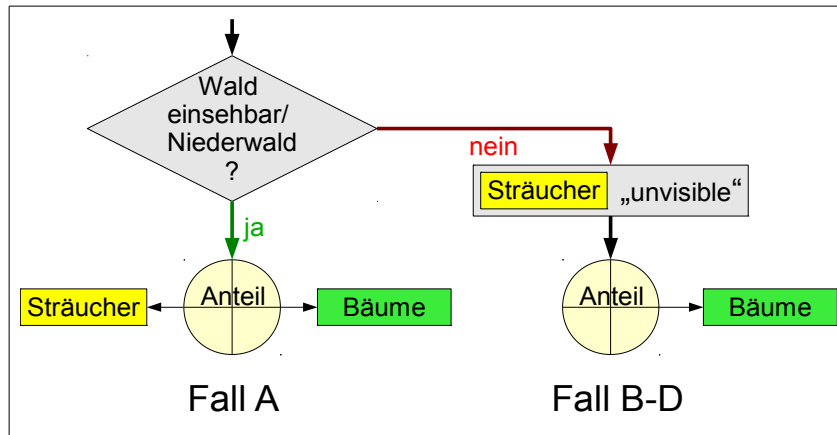 Wald
einsehbar/
Niederwald
?
nein
Sträucher „unvisible“
ja
Sträucher
Anteil
Bäume
Anteil
Bäume
Fall A
Fall B-D